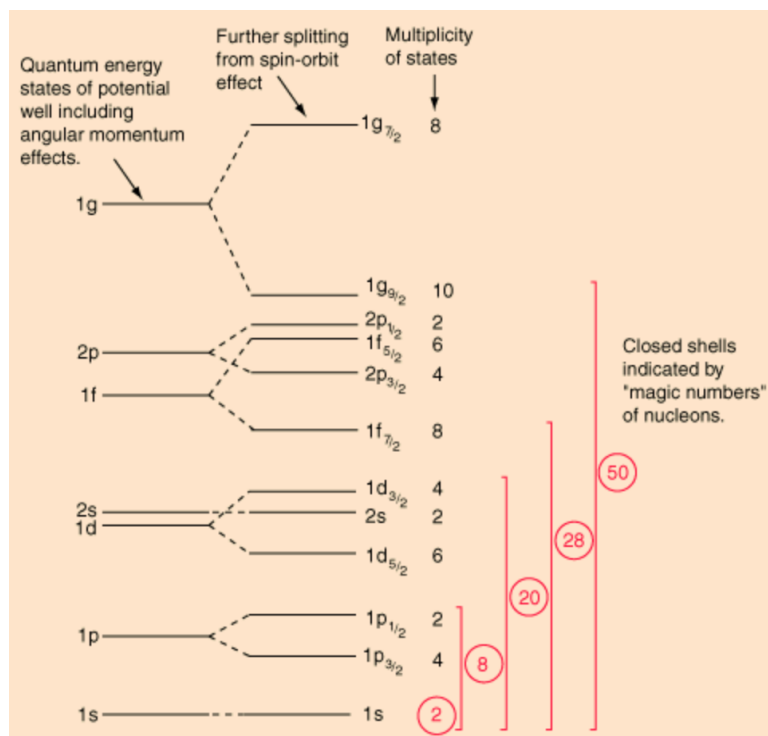 Quantum energy
states of potential
well including
angular momentum
effects.
Further splitting
from spin-orbit
effect
Multiplicity
of states
1g
1g7/2 8
1g9/2 10
2p1/2 2
2p
1f5/2 6
2p3/2 4
1f
1f7/2 8
Closed shells
indicated by
"magic numbers"
of nucleons.
50
1d3/2 4
2s
2s 2
1d
28
1d5/2 6
20
1p1/2 2
1p
1p3/2 4
8
1s
1s 2